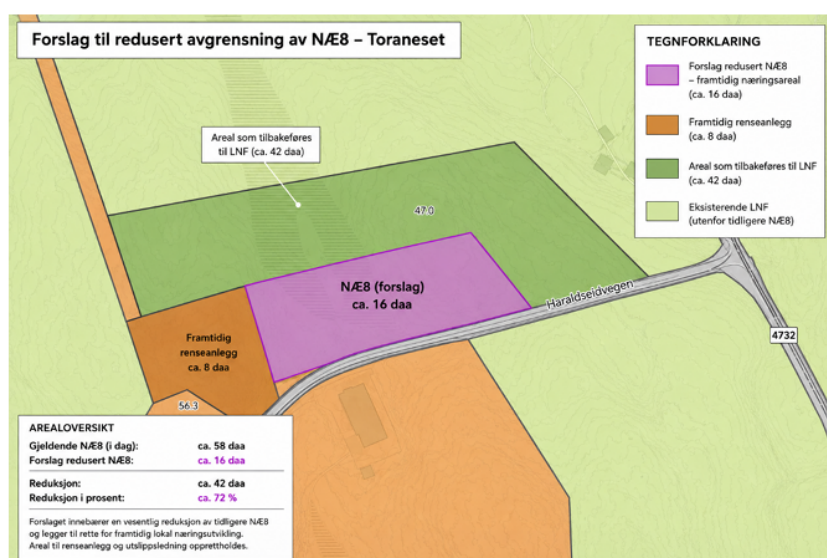 Forslag til redusert avgrensning av NÆ8 – Toraneset
TEGNFORKLARING
Forslag redusert NÆ8
– framtidig næringsareal
(ca. 16 daa)
Framtidig renseanlegg
(ca. 8 daa)
Areal som tilbakeføres til LNF
(ca. 42 daa)
Eksisterende LNF
(utenfor tidligere NÆ8)
Areal som tilbakeføres
til LNF (ca. 42 daa)
47.0
NÆ8 (forslag)
ca. 16 daa
Haraldseidvegen
4732
Framtidig
renseanlegg
ca. 8 daa
56.3
AREALOVERSIKT
Gjeldende NÆ8 (i dag): ca. 58 daa
Forslag redusert NÆ8: ca. 16 daa
Reduksjon: ca. 42 daa
Reduksjon i prosent: ca. 72 %
Forslaget innebærer en vesentlig reduksjon av tidligere NÆ8
og legger til rette for framtidig lokal næringsutvikling.
Areal til renseanlegg og utslippsledning opprettholdes.